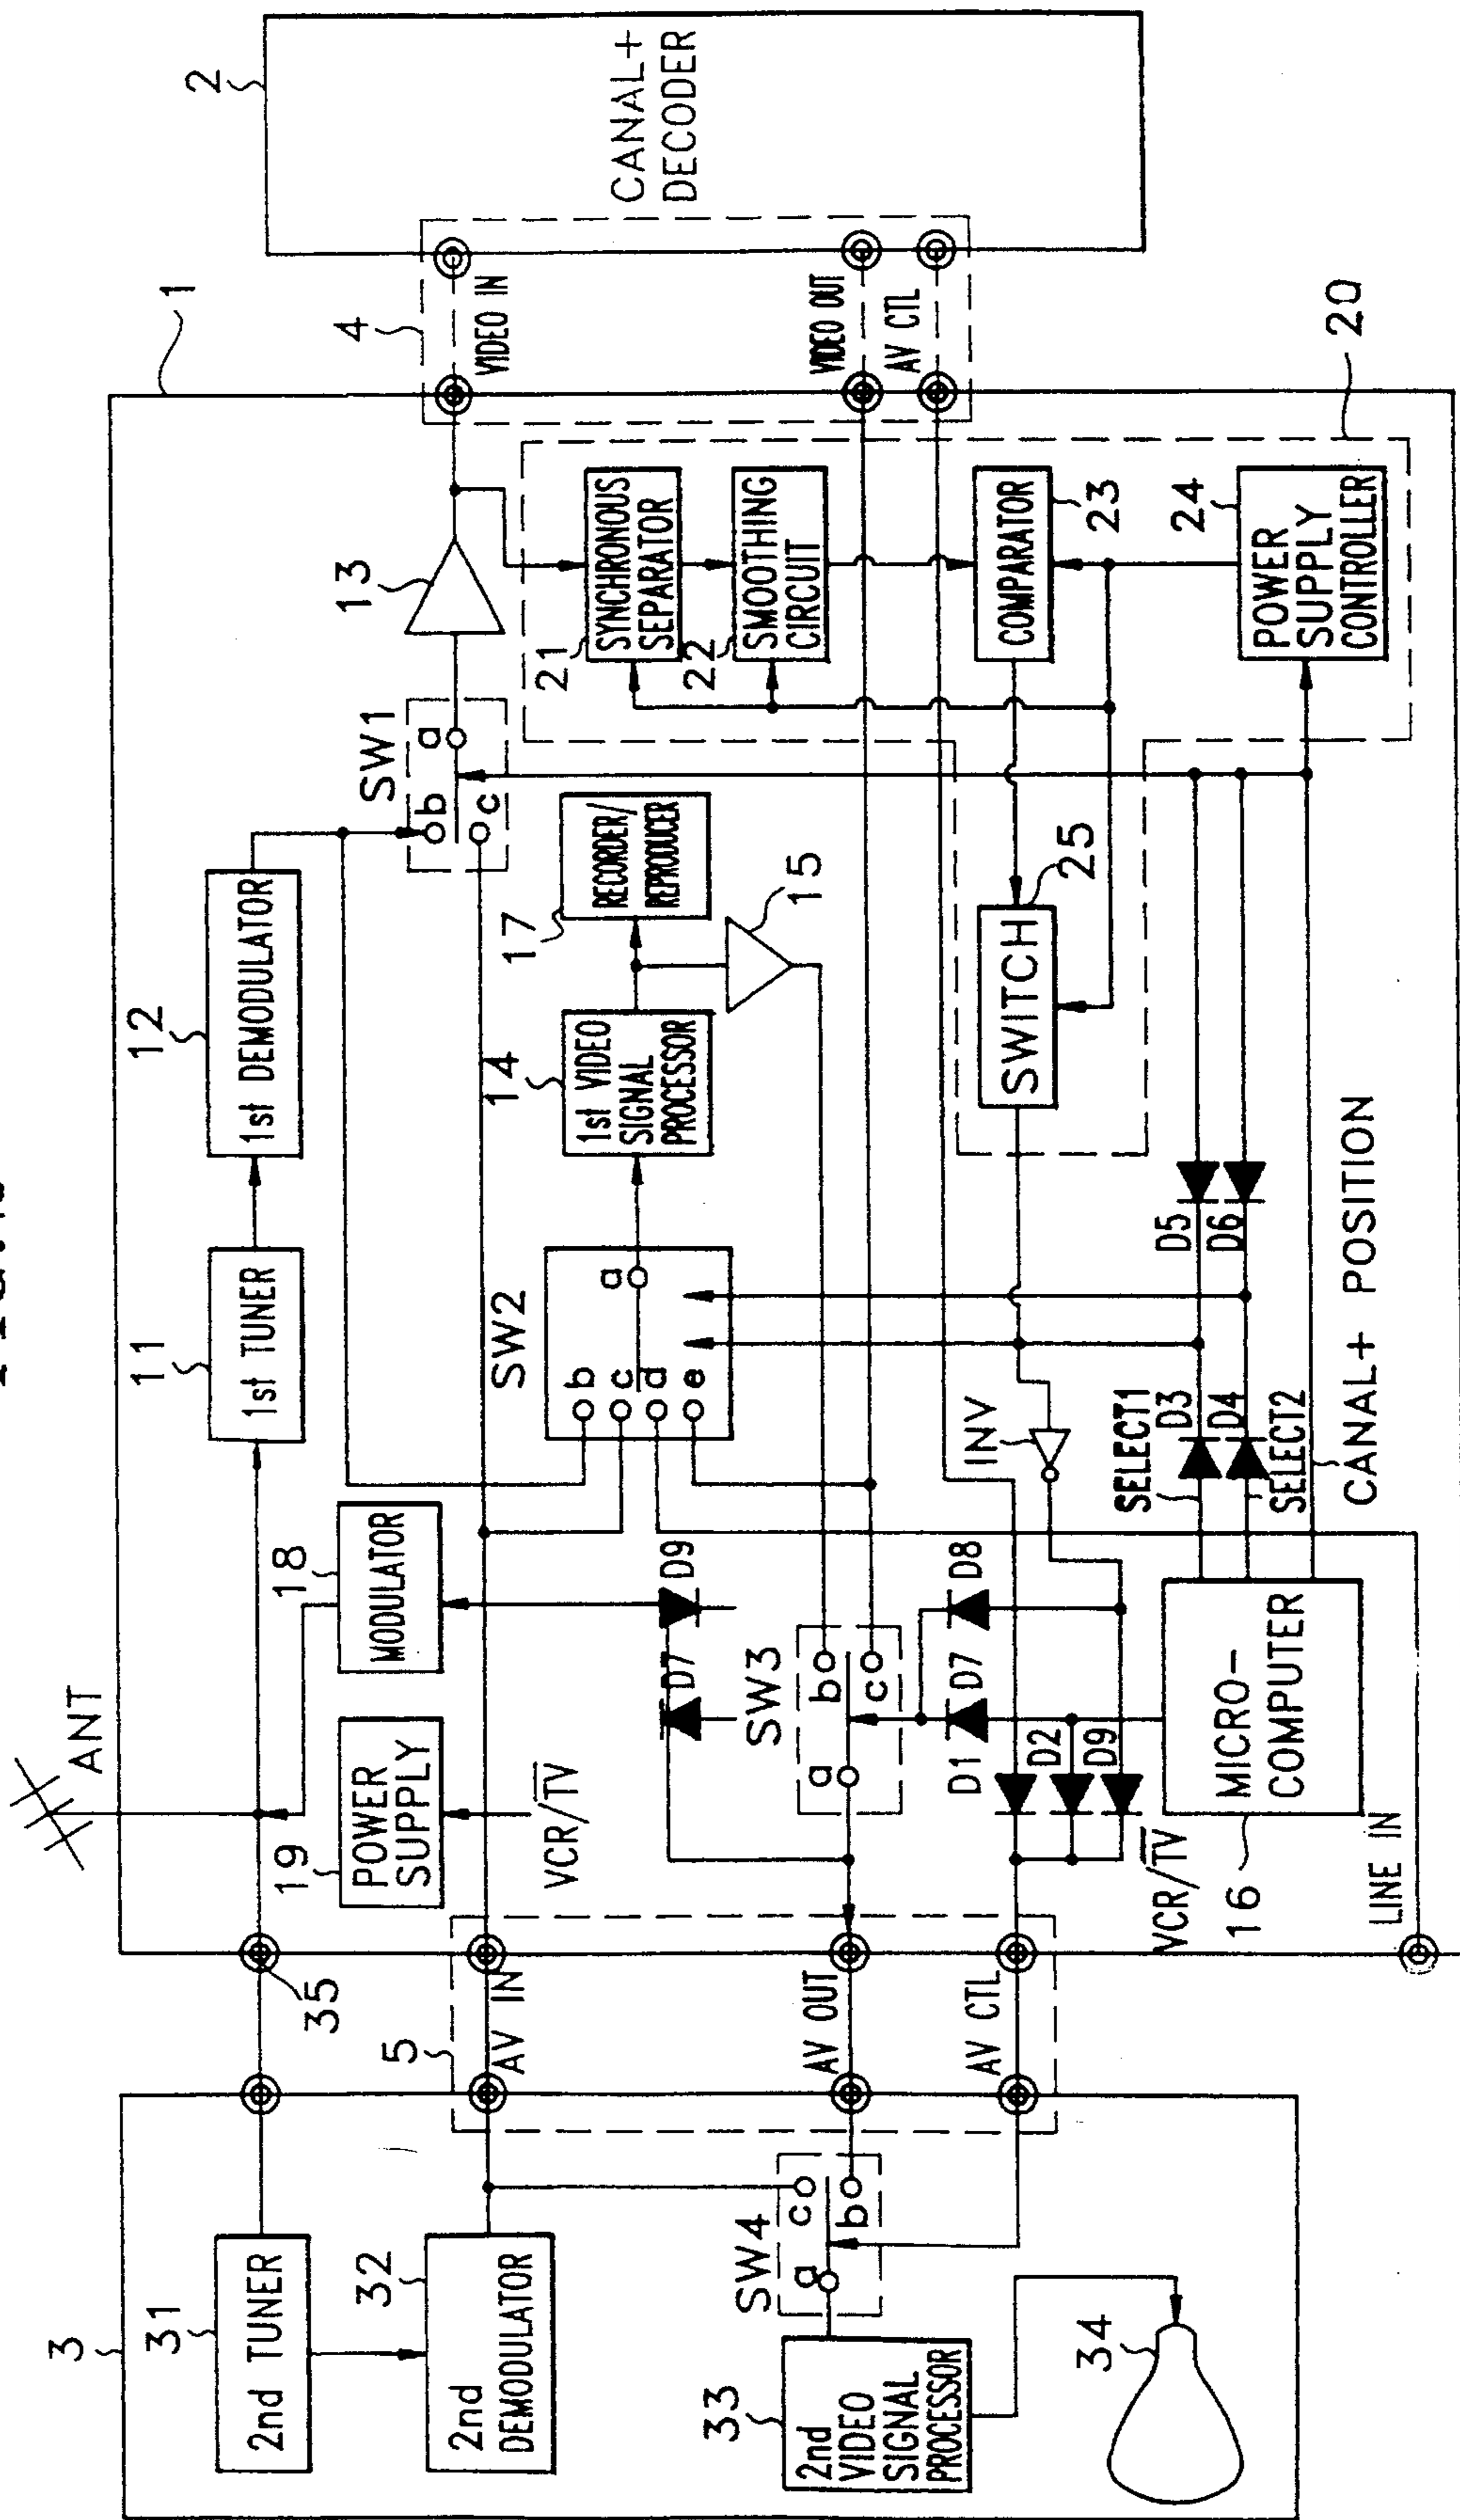 ANT
1
2
3
4
5
35
19
POWER
SUPPLY
VCR/TV
18
MODULATOR
11
1st TUNER
12
1st DEMODULATOR
SW1
a
b
c
13
VIDEO IN
VIDEO OUT
AV CTL
CANAL+
DECODER
31
2nd TUNER
32
2nd
DEMODULATOR
AV IN
AV OUT
AV CTL
SW4
a
b
c
33
2nd
VIDEO
SIGNAL
PROCESSOR
34
D7
D9
SW3
a
b
c
SW2
a
b
c
d
e
14
1st VIDEO
SIGNAL
PROCESSOR
17
RECORDER/
REPRODUCER
15
20
21
SYNCHRONOUS
SEPARATOR
22
SMOOTHING
CIRCUIT
23
COMPARATOR
24
POWER
SUPPLY
CONTROLLER
25
SWITCH
INV
D7
D8
D1
D2
D9
VCR/TV
16
MICRO-
COMPUTER
LINE IN
SELECT1
D3
D4
SELECT2
D5
D6
CANAL+ POSITION